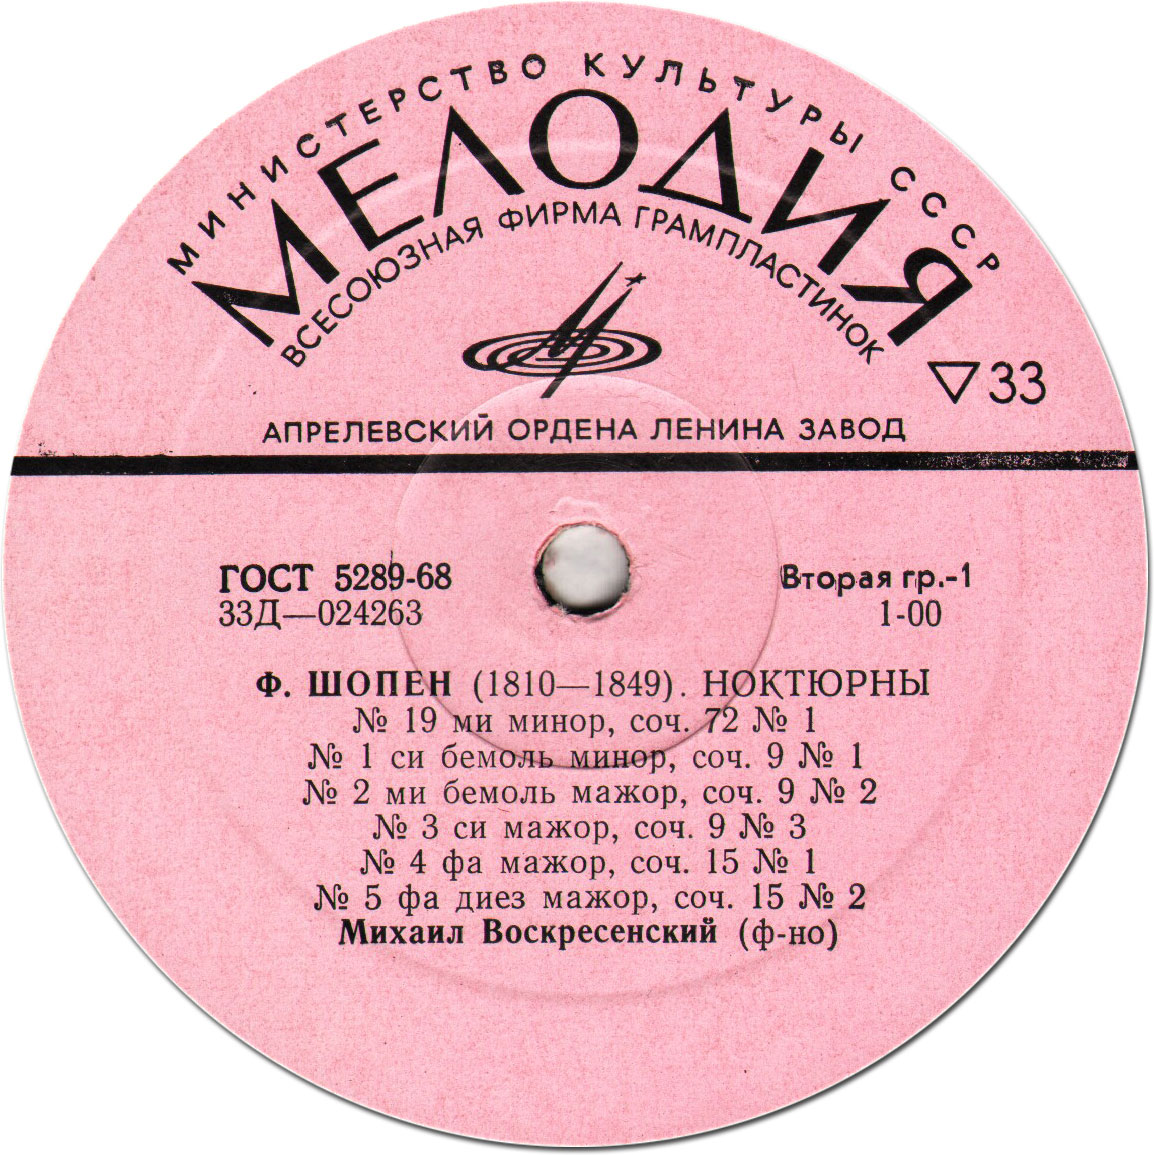 МИНИСТЕРСТВО КУЛЬТУРЫ СССР
МЕЛОДИЯ
ВСЕСОЮЗНАЯ ФИРМА ГРАМПЛАСТИНОК
▽33
АПРЕЛЕВСКИЙ ОРДЕНА ЛЕНИНА ЗАВОД
ГОСТ 5289-68 Вторая гр.-1
33Д—024263 1-00
Ф. ШОПЕН (1810—1849). НОКТЮРНЫ
№ 19 ми минор, соч. 72 № 1
№ 1 си бемоль минор, соч. 9 № 1
№ 2 ми бемоль мажор, соч. 9 № 2
№ 3 си мажор, соч. 9 № 3
№ 4 фа мажор, соч. 15 № 1
№ 5 фа диез мажор, соч. 15 № 2
Михаил Воскресенский (ф-но)